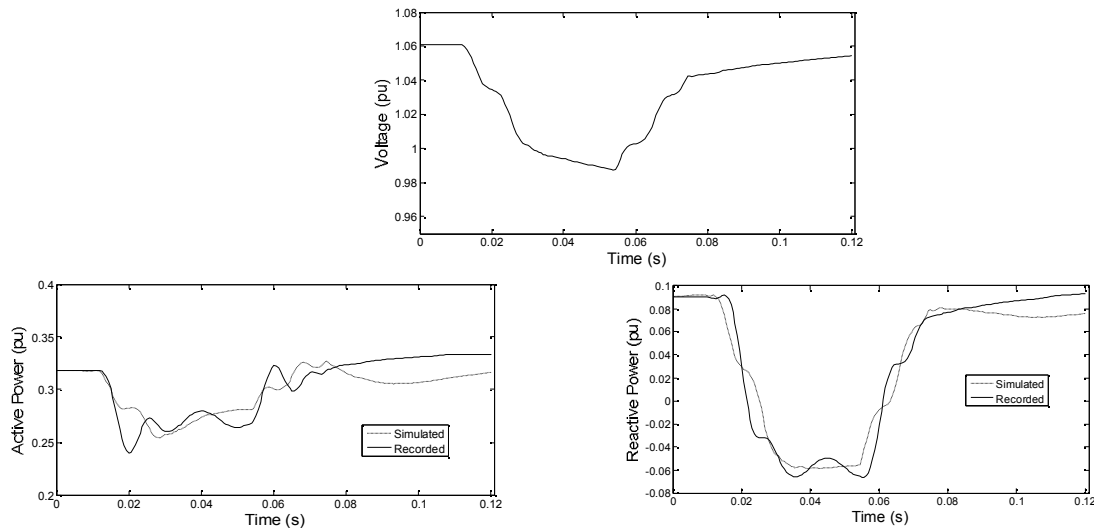 1.08
1.06
1.04
1.02
1
0.98
0.96
Voltage (pu)
0 0.02 0.04 0.06 0.08 0.1 0.12
Time (s)
0.4
0.35
0.3
0.25
0.2
Active Power (pu)
Simulated
Recorded
0 0.02 0.04 0.06 0.08 0.1 0.12
Time (s)
0.1
0.08
0.06
0.04
0.02
0
-0.02
-0.04
-0.06
-0.08
Reactive Power (pu)
Simulated
Recorded
0 0.02 0.04 0.06 0.08 0.1 0.12
Time (s)